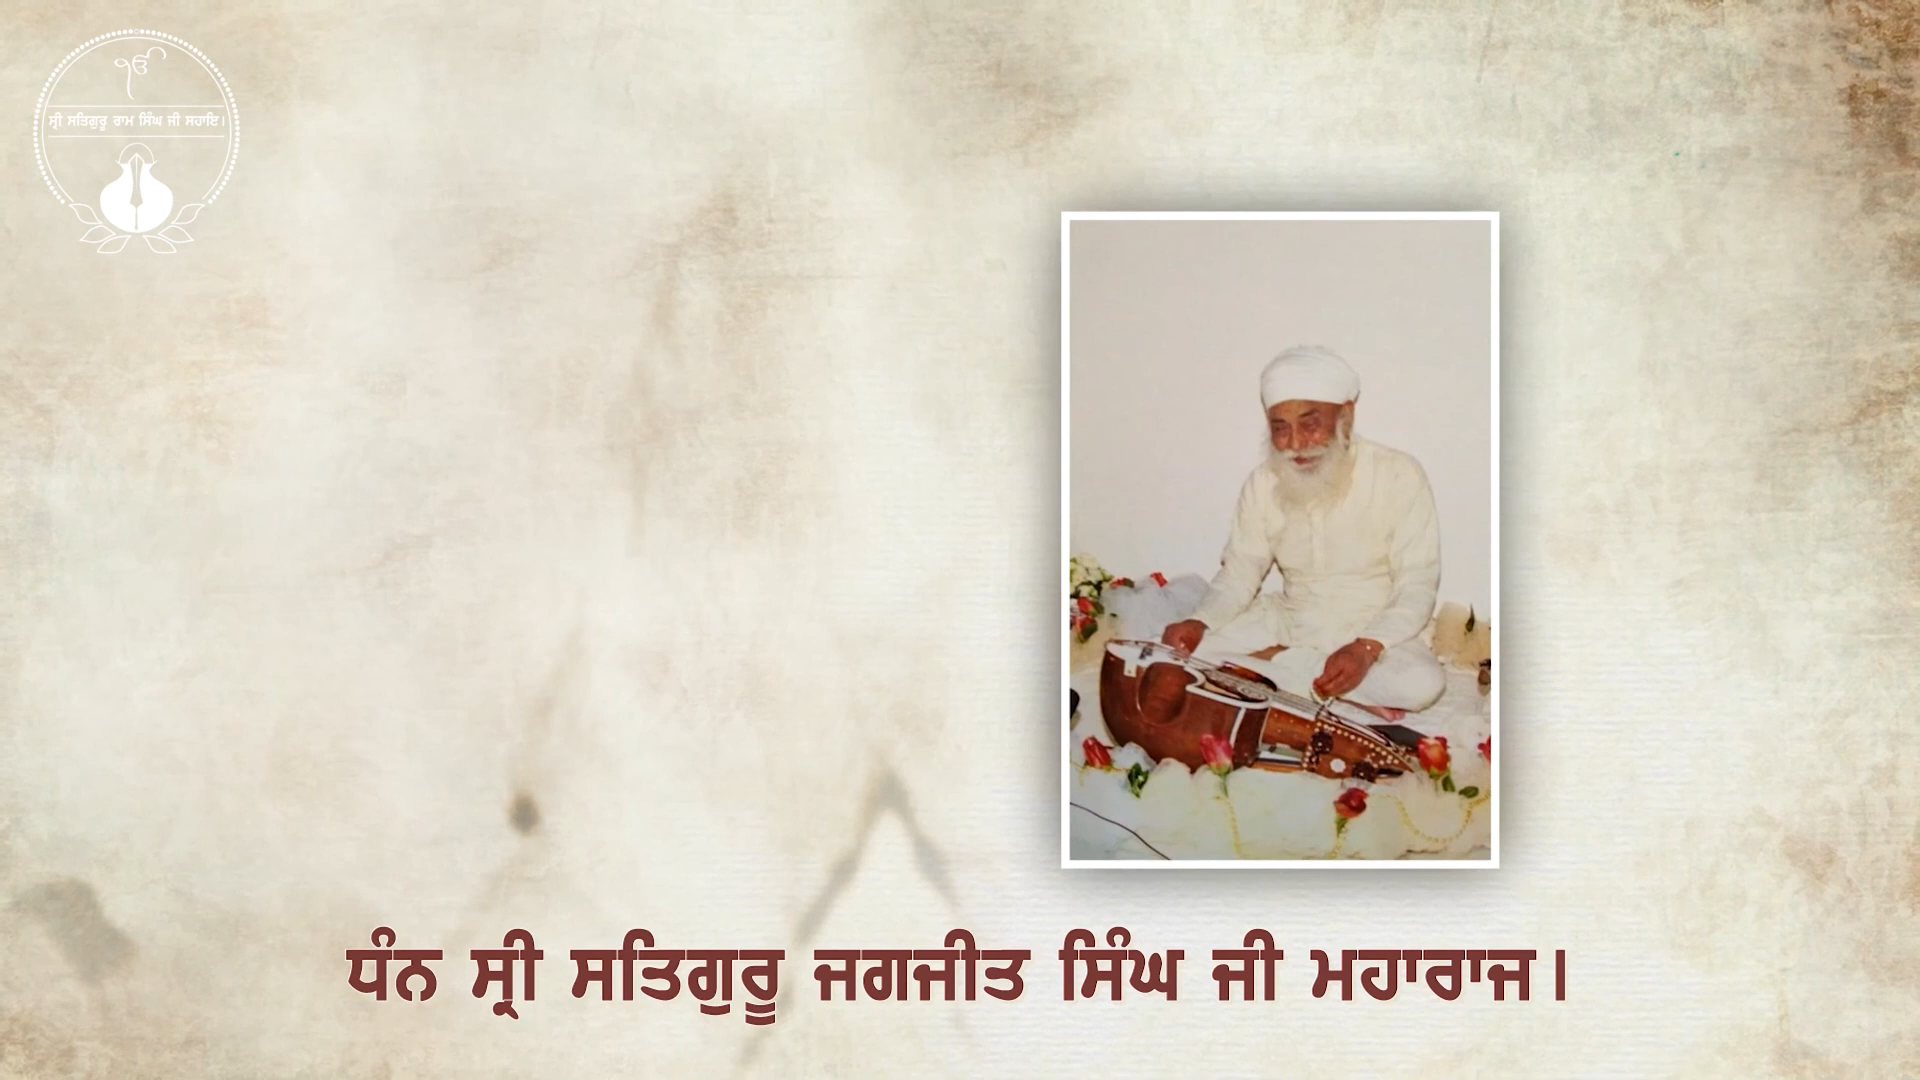 ੴ
ਸ੍ਰੀ ਸਤਿਗੁਰੂ ਰਾਮ ਸਿੰਘ ਜੀ ਸਹਾਇ।
ਧੰਨ ਸ੍ਰੀ ਸਤਿਗੁਰੂ ਜਗਜੀਤ ਸਿੰਘ ਜੀ ਮਹਾਰਾਜ।